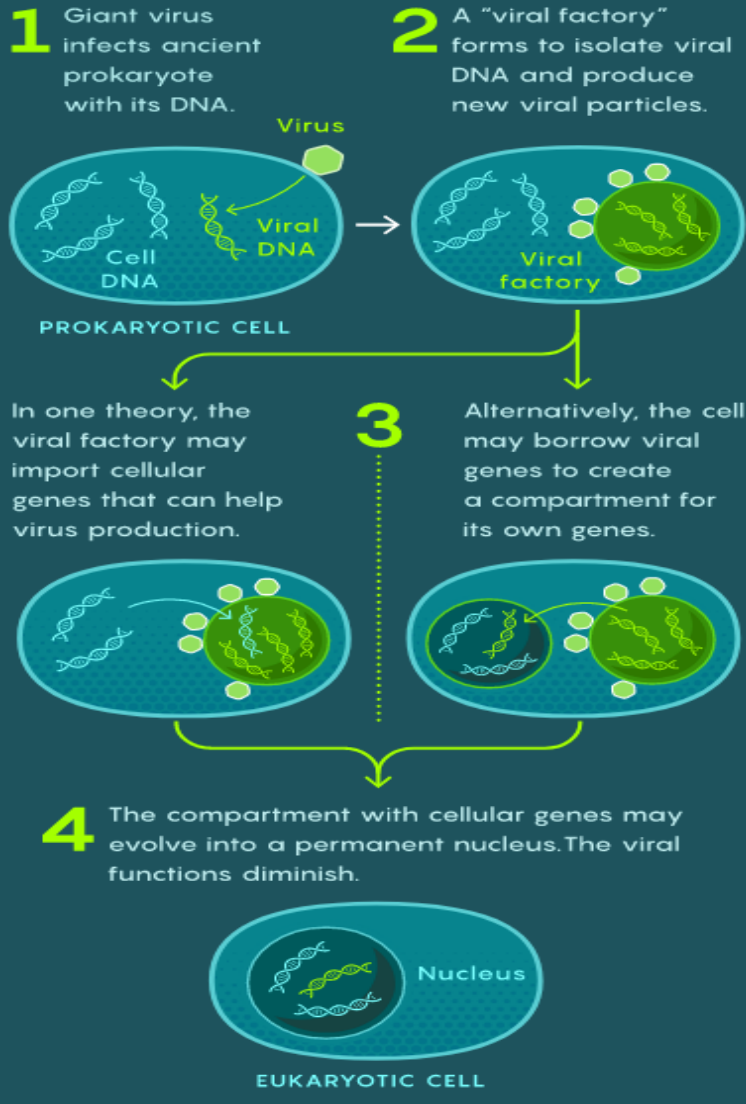 1
Giant virus
infects ancient
prokaryote
with its DNA.
Virus
Viral
DNA
Cell
DNA
PROKARYOTIC CELL
2
A “viral factory”
forms to isolate viral
DNA and produce
new viral particles.
Viral
factory
3
In one theory, the
viral factory may
import cellular
genes that can help
virus production.
Alternatively, the cell
may borrow viral
genes to create
a compartment for
its own genes.
4
The compartment with cellular genes may
evolve into a permanent nucleus.The viral
functions diminish.
Nucleus
EUKARYOTIC CELL